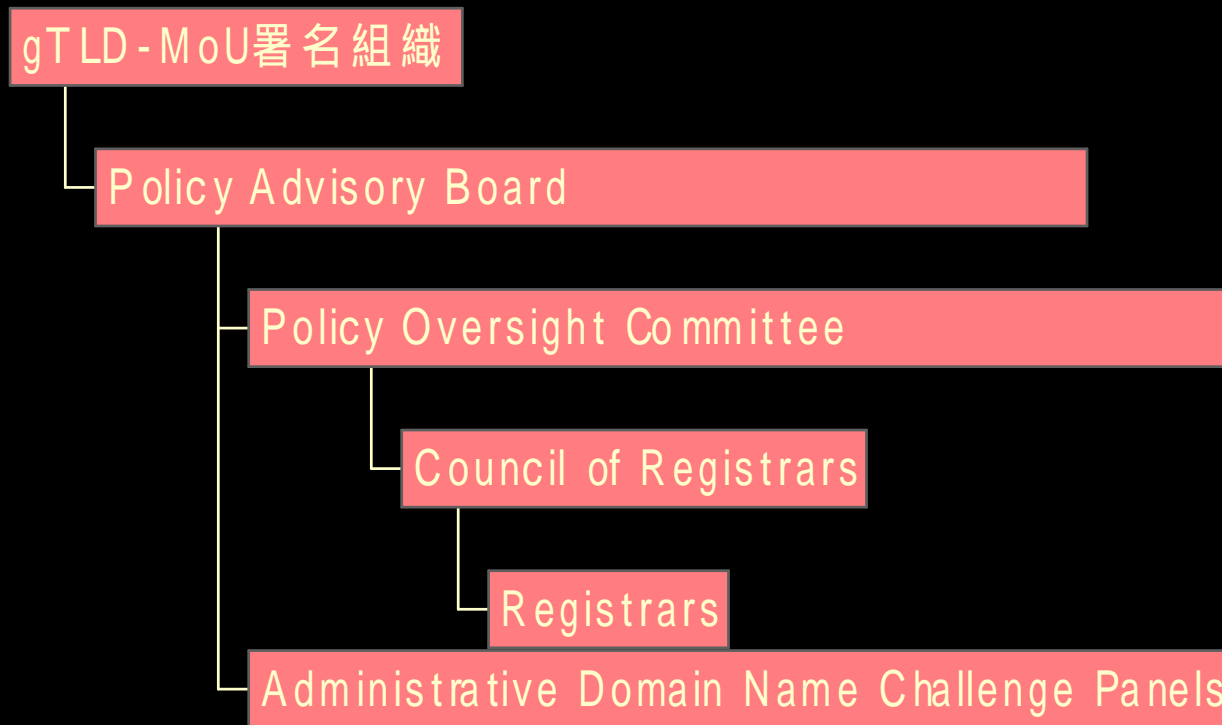 gTLD-MoU署名組織
Policy Advisory Board
Policy Oversight Committee
Council of Registrars
Registrars
Administrative Domain Name Challenge Panels